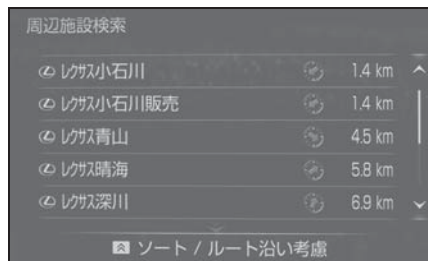 周辺施設検索
レクサス小石川 1.4 km
レクサス小石川販売 1.4 km
レクサス青山 4.5 km
レクサス晴海 5.8 km
レクサス深川 6.9 km
ソート / ルート沿い考慮